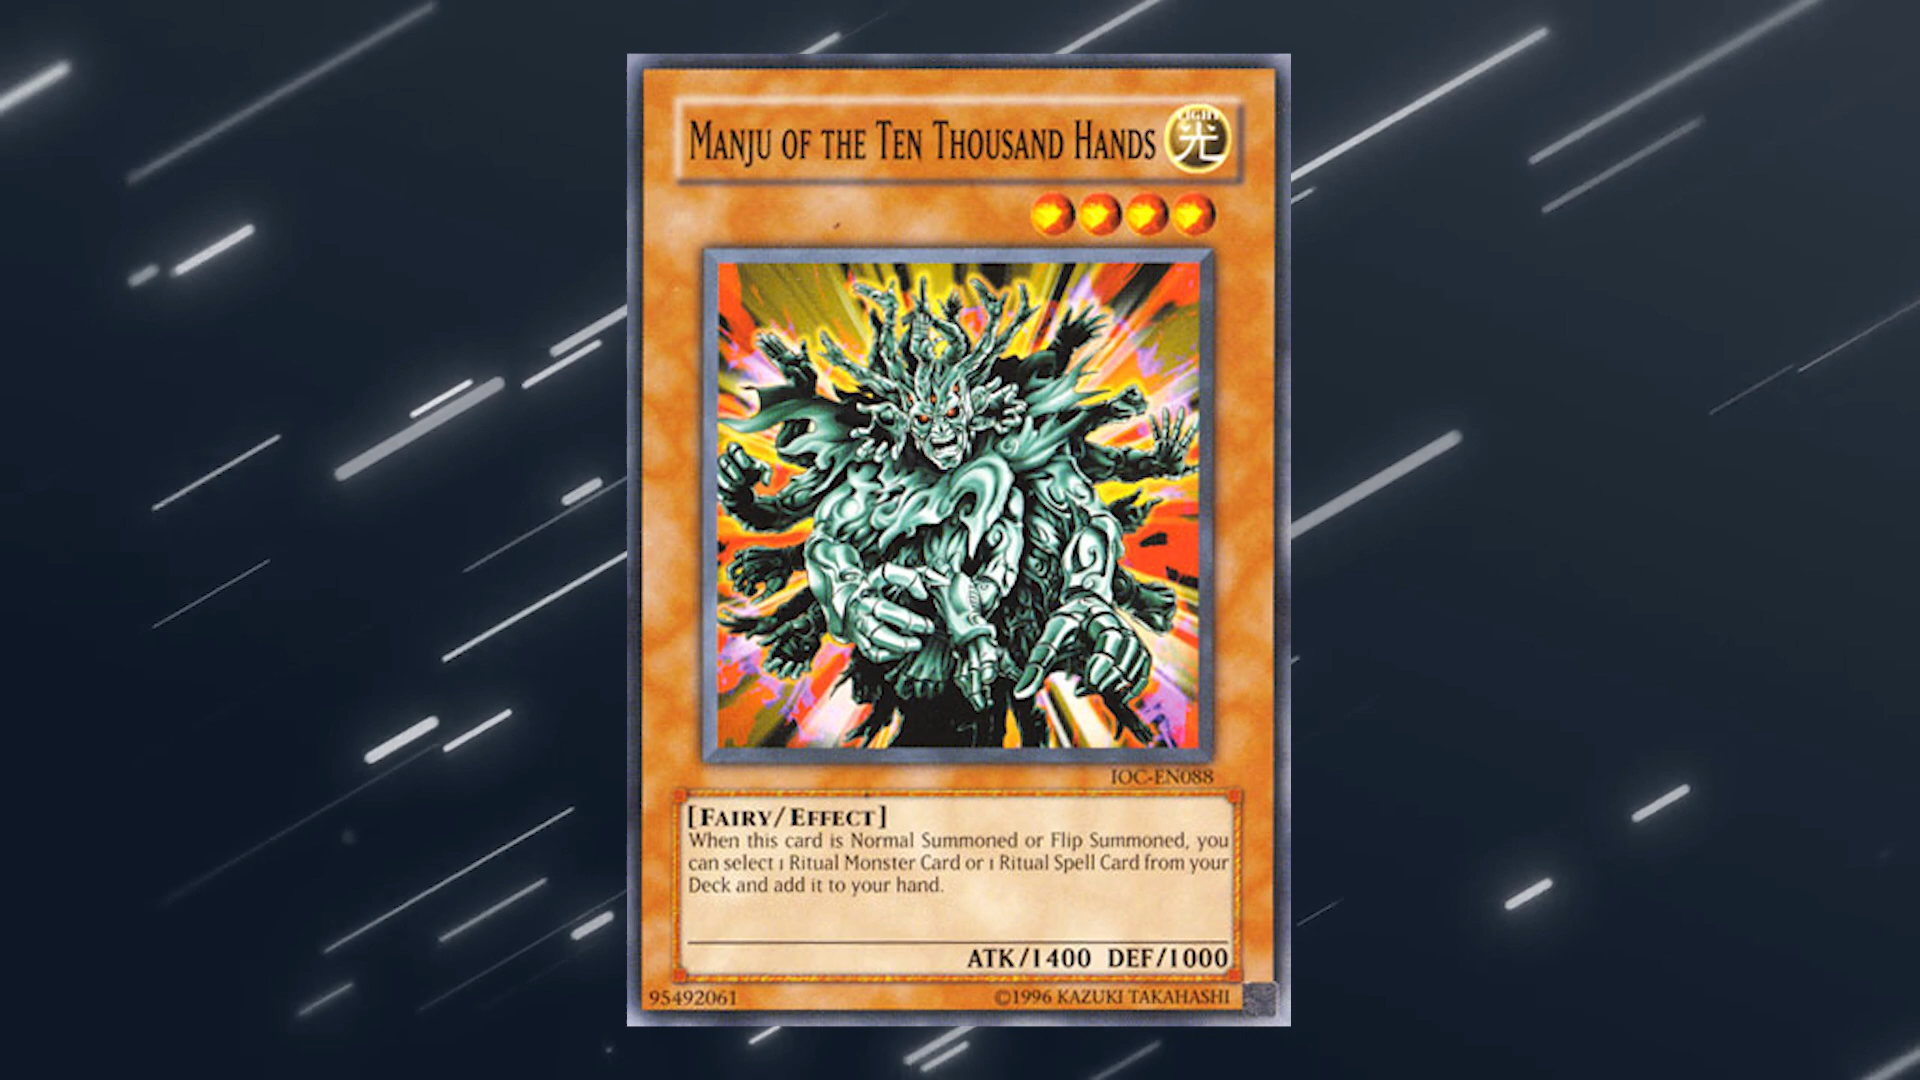 MANJU OF THE TEN THOUSAND HANDS
LIGHT
光
IOC-EN088
[FAIRY/EFFECT]
When this card is Normal Summoned or Flip Summoned, you
can select 1 Ritual Monster Card or 1 Ritual Spell Card from your
Deck and add it to your hand.
ATK/1400 DEF/1000
95492061
©1996 KAZUKI TAKAHASHI